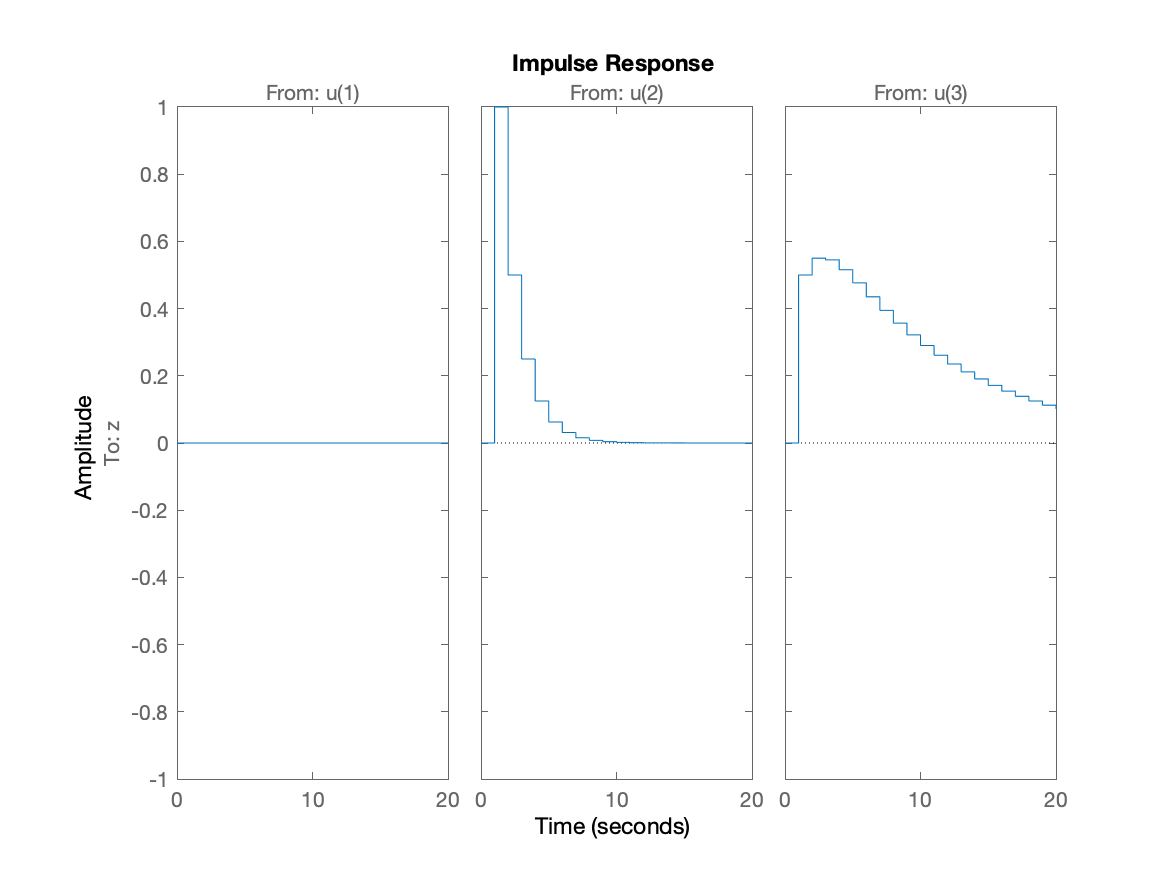 Impulse Response
From: u(1)
From: u(2)
From: u(3)
Amplitude
To: z
1
0.8
0.6
0.4
0.2
0
-0.2
-0.4
-0.6
-0.8
-1
0 10 20
0 10 20
0 10 20
Time (seconds)